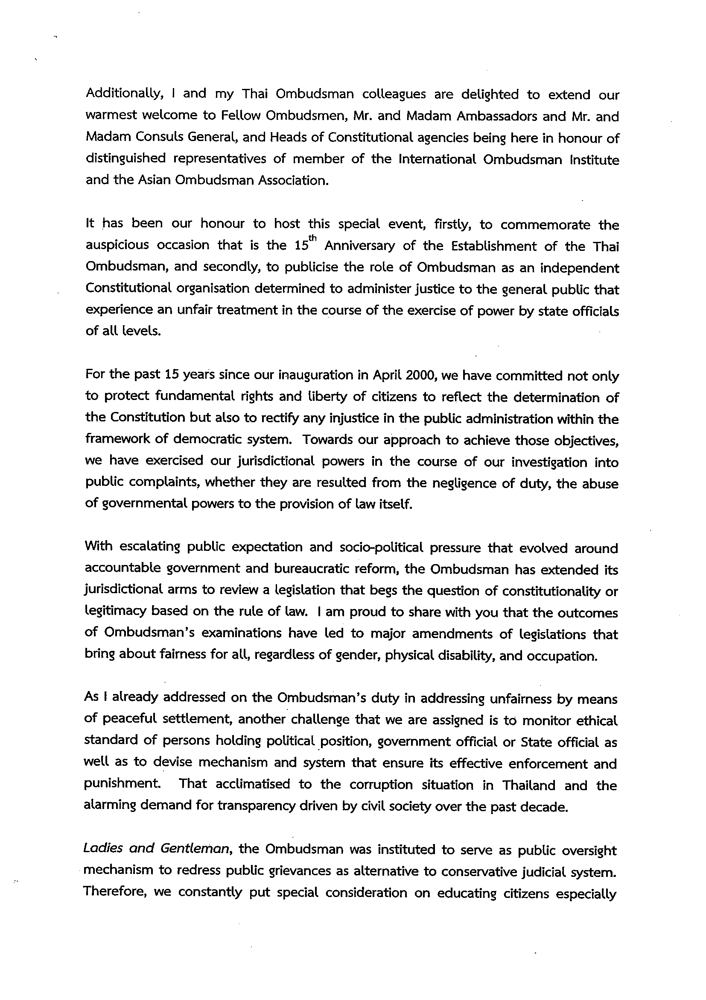 Additionally, I and my Thai Ombudsman colleagues are delighted to extend our
warmest welcome to Fellow Ombudsmen, Mr. and Madam Ambassadors and Mr. and
Madam Consuls General, and Heads of Constitutional agencies being here in honour of
distinguished representatives of member of the International Ombudsman Institute
and the Asian Ombudsman Association.
It has been our honour to host this special event, firstly, to commemorate the
auspicious occasion that is the 15th Anniversary of the Establishment of the Thai
Ombudsman, and secondly, to publicise the role of Ombudsman as an independent
Constitutional organisation determined to administer justice to the general public that
experience an unfair treatment in the course of the exercise of power by state officials
of all levels.
For the past 15 years since our inauguration in April 2000, we have committed not only
to protect fundamental rights and liberty of citizens to reflect the determination of
the Constitution but also to rectify any injustice in the public administration within the
framework of democratic system. Towards our approach to achieve those objectives,
we have exercised our jurisdictional powers in the course of our investigation into
public complaints, whether they are resulted from the negligence of duty, the abuse
of governmental powers to the provision of law itself.
With escalating public expectation and socio-political pressure that evolved around
accountable government and bureaucratic reform, the Ombudsman has extended its
jurisdictional arms to review a legislation that begs the question of constitutionality or
legitimacy based on the rule of law. I am proud to share with you that the outcomes
of Ombudsman's examinations have led to major amendments of legislations that
bring about fairness for all, regardless of gender, physical disability, and occupation.
As I already addressed on the Ombudsman's duty in addressing unfairness by means
of peaceful settlement, another challenge that we are assigned is to monitor ethical
standard of persons holding political position, government official or State official as
well as to devise mechanism and system that ensure its effective enforcement and
punishment. That acclimatised to the corruption situation in Thailand and the
alarming demand for transparency driven by civil society over the past decade.
Ladies and Gentleman, the Ombudsman was instituted to serve as public oversight
mechanism to redress public grievances as alternative to conservative judicial system.
Therefore, we constantly put special consideration on educating citizens especially